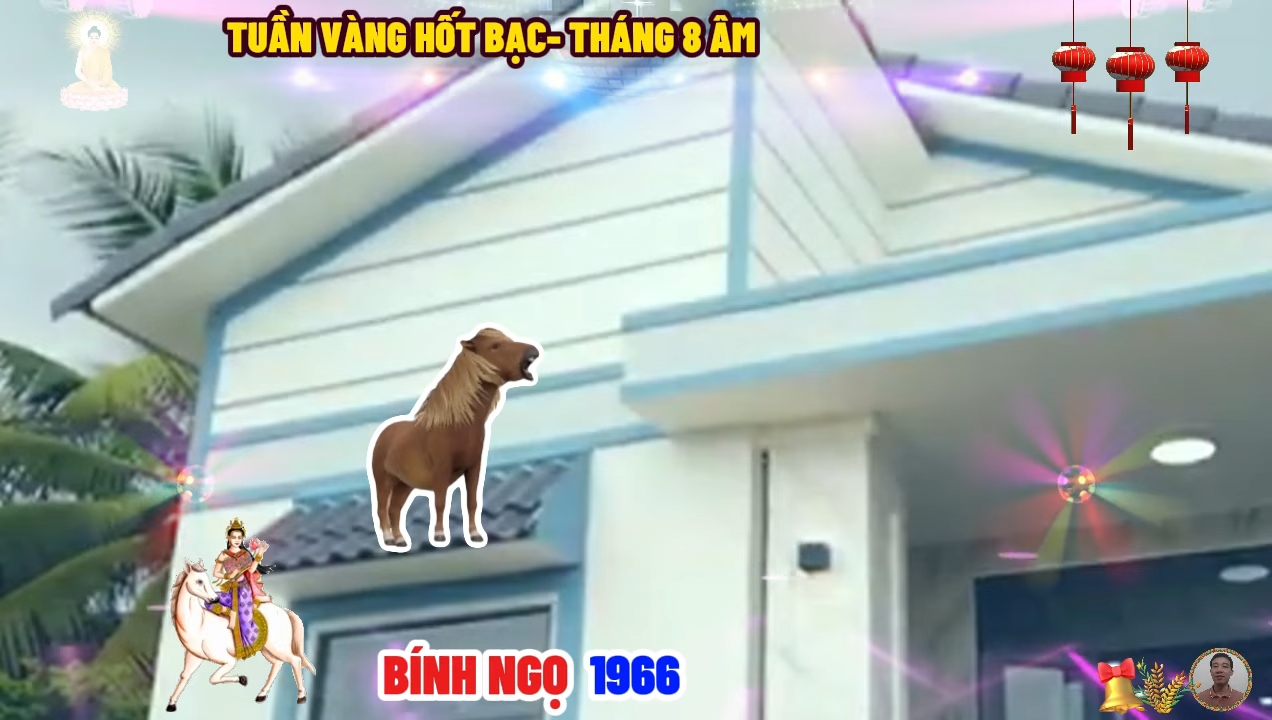 TUẦN VÀNG HỐT BẠC- THÁNG 8 ÂM
BÍNH NGỌ 1966